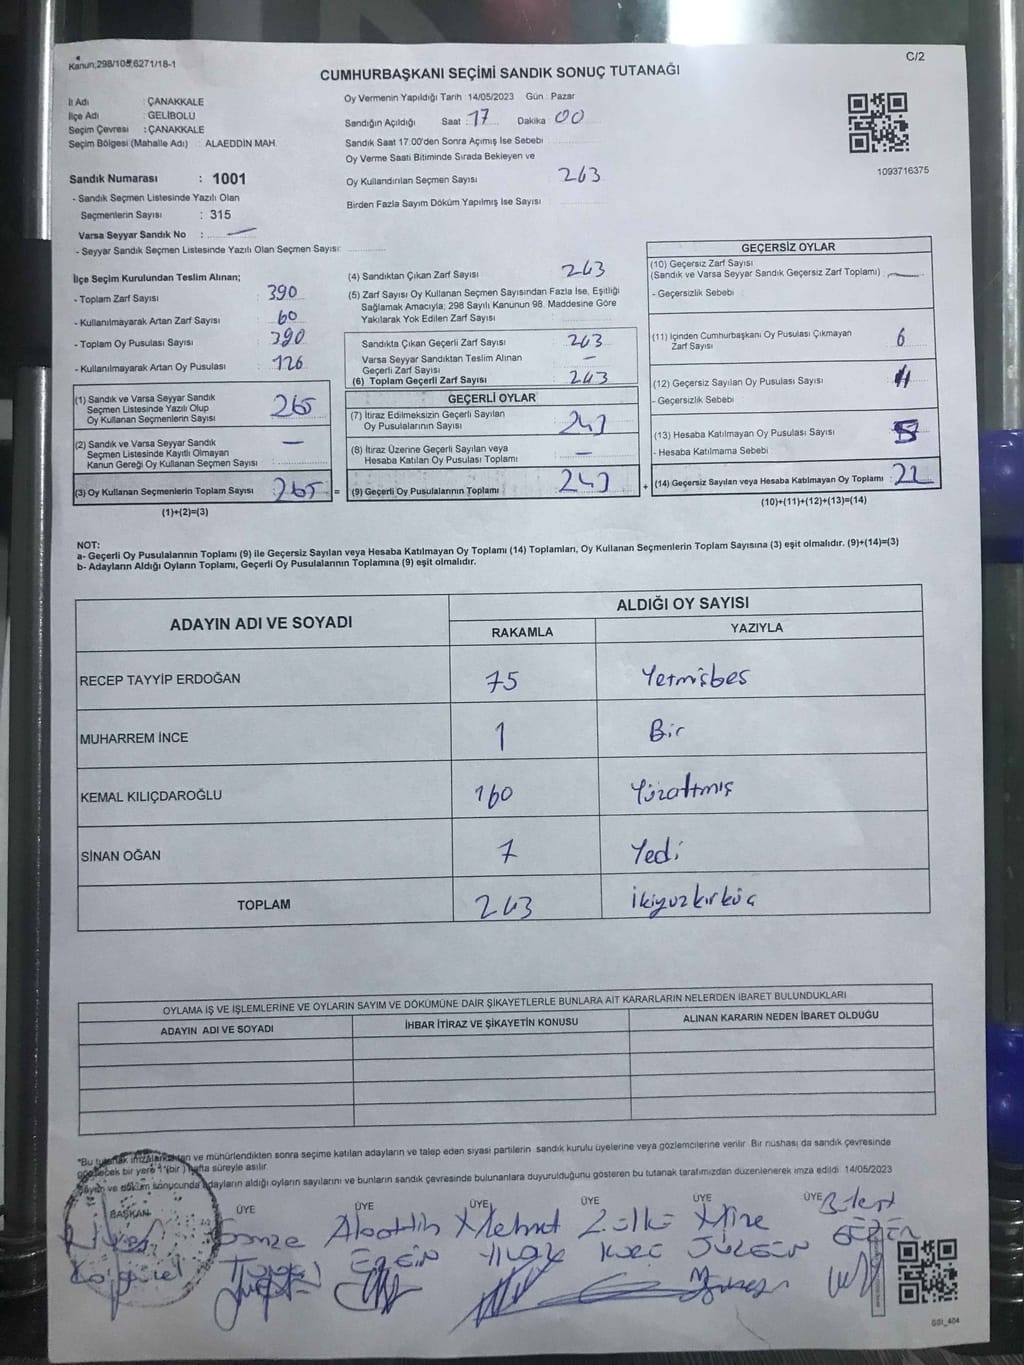 Kanun;298/105,6271/18-1
C/2
CUMHURBAŞKANI SEÇİMİ SANDIK SONUÇ TUTANAĞI
İl Adı : ÇANAKKALE
İlçe Adı : GELİBOLU
Seçim Çevresi : ÇANAKKALE
Seçim Bölgesi (Mahalle Adı) : ALAEDDİN MAH.
Oy Vermenin Yapıldığı Tarih 14/05/2023 Gün : Pazar
Sandığın Açıldığı Saat : 17 Dakika 00
Sandık Saat 17.00'den Sonra Açımış İse Sebebi
Oy Verme Saati Bitiminde Sırada Bekleyen ve
Oy Kullandırılan Seçmen Sayısı 263
Birden Fazla Sayım Döküm Yapılmış İse Sayısı
1093716375
Sandık Numarası : 1001
- Sandık Seçmen Listesinde Yazılı Olan
Seçmenlerin Sayısı : 315
Varsa Seyyar Sandık No : —
- Seyyar Sandık Seçmen Listesinde Yazılı Olan Seçmen Sayısı:
İlçe Seçim Kurulundan Teslim Alınan;
- Toplam Zarf Sayısı : 390
- Kullanılmayarak Artan Zarf Sayısı : 60
- Toplam Oy Pusulası Sayısı : 390
- Kullanılmayarak Artan Oy Pusulası : 126
(1) Sandık ve Varsa Seyyar Sandık
Seçmen Listesinde Yazılı Olup
Oy Kullanan Seçmenlerin Sayısı 265
(2) Sandık ve Varsa Seyyar Sandık
Seçmen Listesinde Kayıtlı Olmayan
Kanun Gereği Oy Kullanan Seçmen Sayısı : —
(3) Oy Kullanan Seçmenlerin Toplam Sayısı : 265 =
(1)+(2)=(3)
(4) Sandıktan Çıkan Zarf Sayısı 263
(5) Zarf Sayısı Oy Kullanan Seçmen Sayısından Fazla İse, Eşitliği
Sağlamak Amacıyla; 298 Sayılı Kanunun 98. Maddesine Göre
Yakılarak Yok Edilen Zarf Sayısı
Sandıkta Çıkan Geçerli Zarf Sayısı : 263
Varsa Seyyar Sandıktan Teslim Alınan
Geçerli Zarf Sayısı : —
(6) Toplam Geçerli Zarf Sayısı : 243
GEÇERLİ OYLAR
(7) İtiraz Edilmeksizin Geçerli Sayılan
Oy Pusulalarının Sayısı : 243
(8) İtiraz Üzerine Geçerli Sayılan veya
Hesaba Katılan Oy Pusulası Toplamı : —
(9) Geçerli Oy Pusulalarının Toplamı : 243 +
GEÇERSİZ OYLAR
(10) Geçersiz Zarf Sayısı
(Sandık ve Varsa Seyyar Sandık Geçersiz Zarf Toplamı) —
- Geçersizlik Sebebi :
(11) İçinden Cumhurbaşkanı Oy Pusulası Çıkmayan
Zarf Sayısı : 6
(12) Geçersiz Sayılan Oy Pusulası Sayısı :
- Geçersizlik Sebebi :
(13) Hesaba Katılmayan Oy Pusulası Sayısı :
- Hesaba Katılmama Sebebi :
(14) Geçersiz Sayılan veya Hesaba Katılmayan Oy Toplamı : 22
(10)+(11)+(12)+(13)=(14)
NOT:
a- Geçerli Oy Pusulalarının Toplamı (9) ile Geçersiz Sayılan veya Hesaba Katılmayan Oy Toplamı (14) Toplamları, Oy Kullanan Seçmenlerin Toplam Sayısına (3) eşit olmalıdır. (9)+(14)=(3)
b- Adayların Aldığı Oyların Toplamı, Geçerli Oy Pusulalarının Toplamına (9) eşit olmalıdır.
ADAYIN ADI VE SOYADI
ALDIĞI OY SAYISI
RAKAMLA YAZIYLA
RECEP TAYYİP ERDOĞAN 75 Yetmişbes
MUHARREM İNCE 1 Bir
KEMAL KILIÇDAROĞLU 160 Yüzaltmış
SİNAN OĞAN 7 Yedi
TOPLAM 243 ikiyuzkırküç
OYLAMA İŞ VE İŞLEMLERİNE VE OYLARIN SAYIM VE DÖKÜMÜNE DAİR ŞİKAYETLERLE BUNLARA AİT KARARLARIN NELERDEN İBARET BULUNDUKLARI
ADAYIN ADI VE SOYADI İHBAR İTİRAZ VE ŞİKAYETİN KONUSU ALINAN KARARIN NEDEN İBARET OLDUĞU
*Bu tutanak imzalandıktan ve mühürlendikten sonra seçime katılan adayların ve talep eden siyasi partilerin sandık kurulu üyelerine veya gözlemcilerine verilir. Bir nüshası da sandık çevresinde
görülecek bir yere 1 (bir) hafta süreyle asılır.
Sayım ve döküm sonucunda adayların aldığı oyların sayılarını ve bunların sandık çevresinde bulunanlara duyurulduğunu gösteren bu tutanak tarafımızdan düzenlenerek imza edildi. 14/05/2023
BAŞKAN ÜYE ÜYE ÜYE ÜYE ÜYE ÜYE
Gamze Alaattin Mehmet Zülkü Mine Bülent
ERGİN KURÇ SEZEN
GSI_404